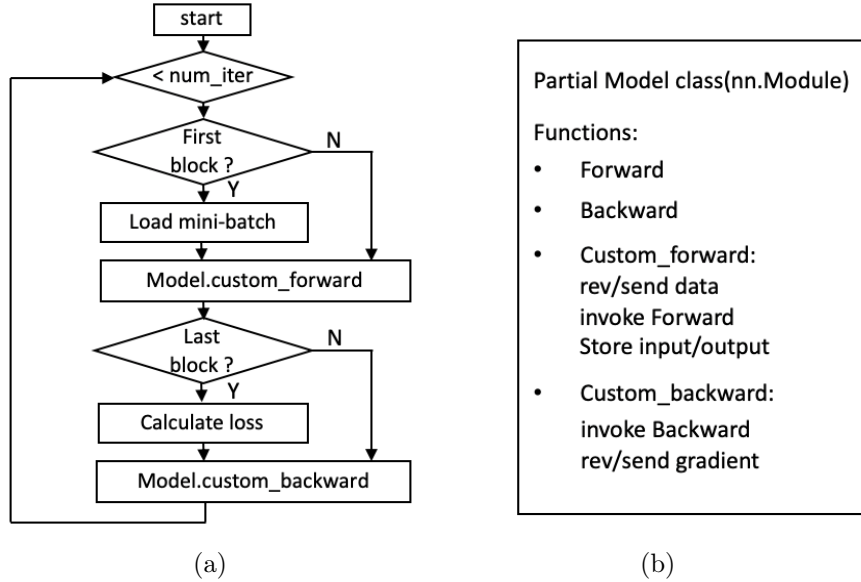 start
< num_iter
First
block ?
N
Y
Load mini-batch
Model.custom_forward
Last
block ?
N
Y
Calculate loss
Model.custom_backward
(a)
Partial Model class(nn.Module)
Functions:
• Forward
• Backward
• Custom_forward:
rev/send data
invoke Forward
Store input/output
• Custom_backward:
invoke Backward
rev/send gradient
(b)